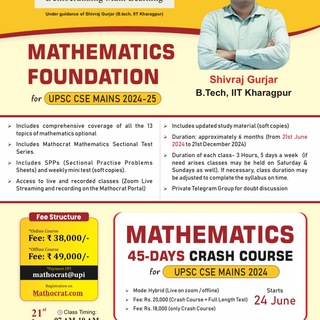 Democratizing Math Learning
Under guidance of Shivraj Gurjar (B.tech, IIT Kharagpur)
MATHEMATICS
FOUNDATION
for UPSC CSE MAINS 2024-25
Shivraj Gurjar
B.Tech, IIT Kharagpur
Includes comprehensive coverage of all the 13
topics of mathematics optional
Includes Mathocrat Mathematics Sectional Test
Series.
Includes SPPs (Sectional Practise Problems
Sheets) and weekly mini test (soft copies).
Access to live and recorded classes (Zoom Live
Streaming and recording on the Mathocrat Portal)
Includes updated study material (soft copies)
Duration: approximately 6 months (from 21st June
2024 to 21st December 2024)
Duration of each class- 3 Hours, 5 days a week (if
need arises classes may be held on Saturday &
Sundays as well). If necessary, class duration may
be adjusted to complete the syllabus on time.
Private Telegram Group for doubt discussion
Fee Structure
*Online Course
Fee: ₹ 38,000/-
*Offline Course
Fee: ₹ 49,000/-
*Payment UPI
mathocrat@upi
Registration on
Mathocrat.com
21st
Class Timing:
MATHEMATICS
45-DAYS CRASH COURSE
for UPSC CSE MAINS 2024
Mode: Hybrid (Live on zoom / offline)
Fee: Rs. 20,000 (Crash Course + Full Length Test)
Fee: Rs. 18,000 (only Crash Course)
Starts
24 June